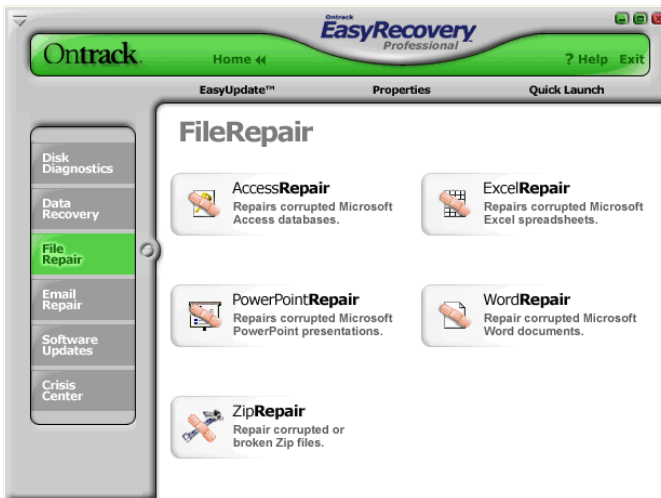 Ontrack
EasyRecovery
Professional
Ontrack.
Home
? Help Exit
EasyUpdate™ Properties Quick Launch
Disk
Diagnostics
Data
Recovery
File
Repair
Email
Repair
Software
Updates
Crisis
Center
FileRepair
AccessRepair
Repairs corrupted Microsoft
Access databases.
ExcelRepair
Repairs corrupted Microsoft
Excel spreadsheets.
PowerPointRepair
Repairs corrupted Microsoft
PowerPoint presentations.
WordRepair
Repair corrupted Microsoft
Word documents.
ZipRepair
Repair corrupted or
broken Zip files.